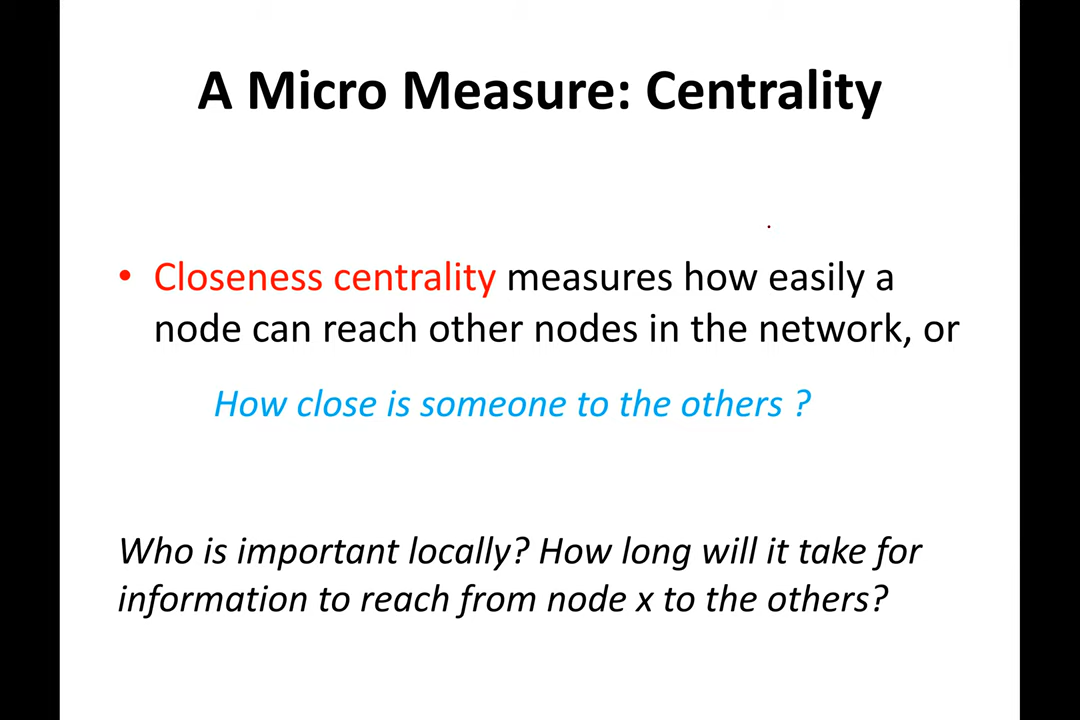 A Micro Measure: Centrality
• Closeness centrality measures how easily a
node can reach other nodes in the network, or
How close is someone to the others ?
Who is important locally? How long will it take for
information to reach from node x to the others?